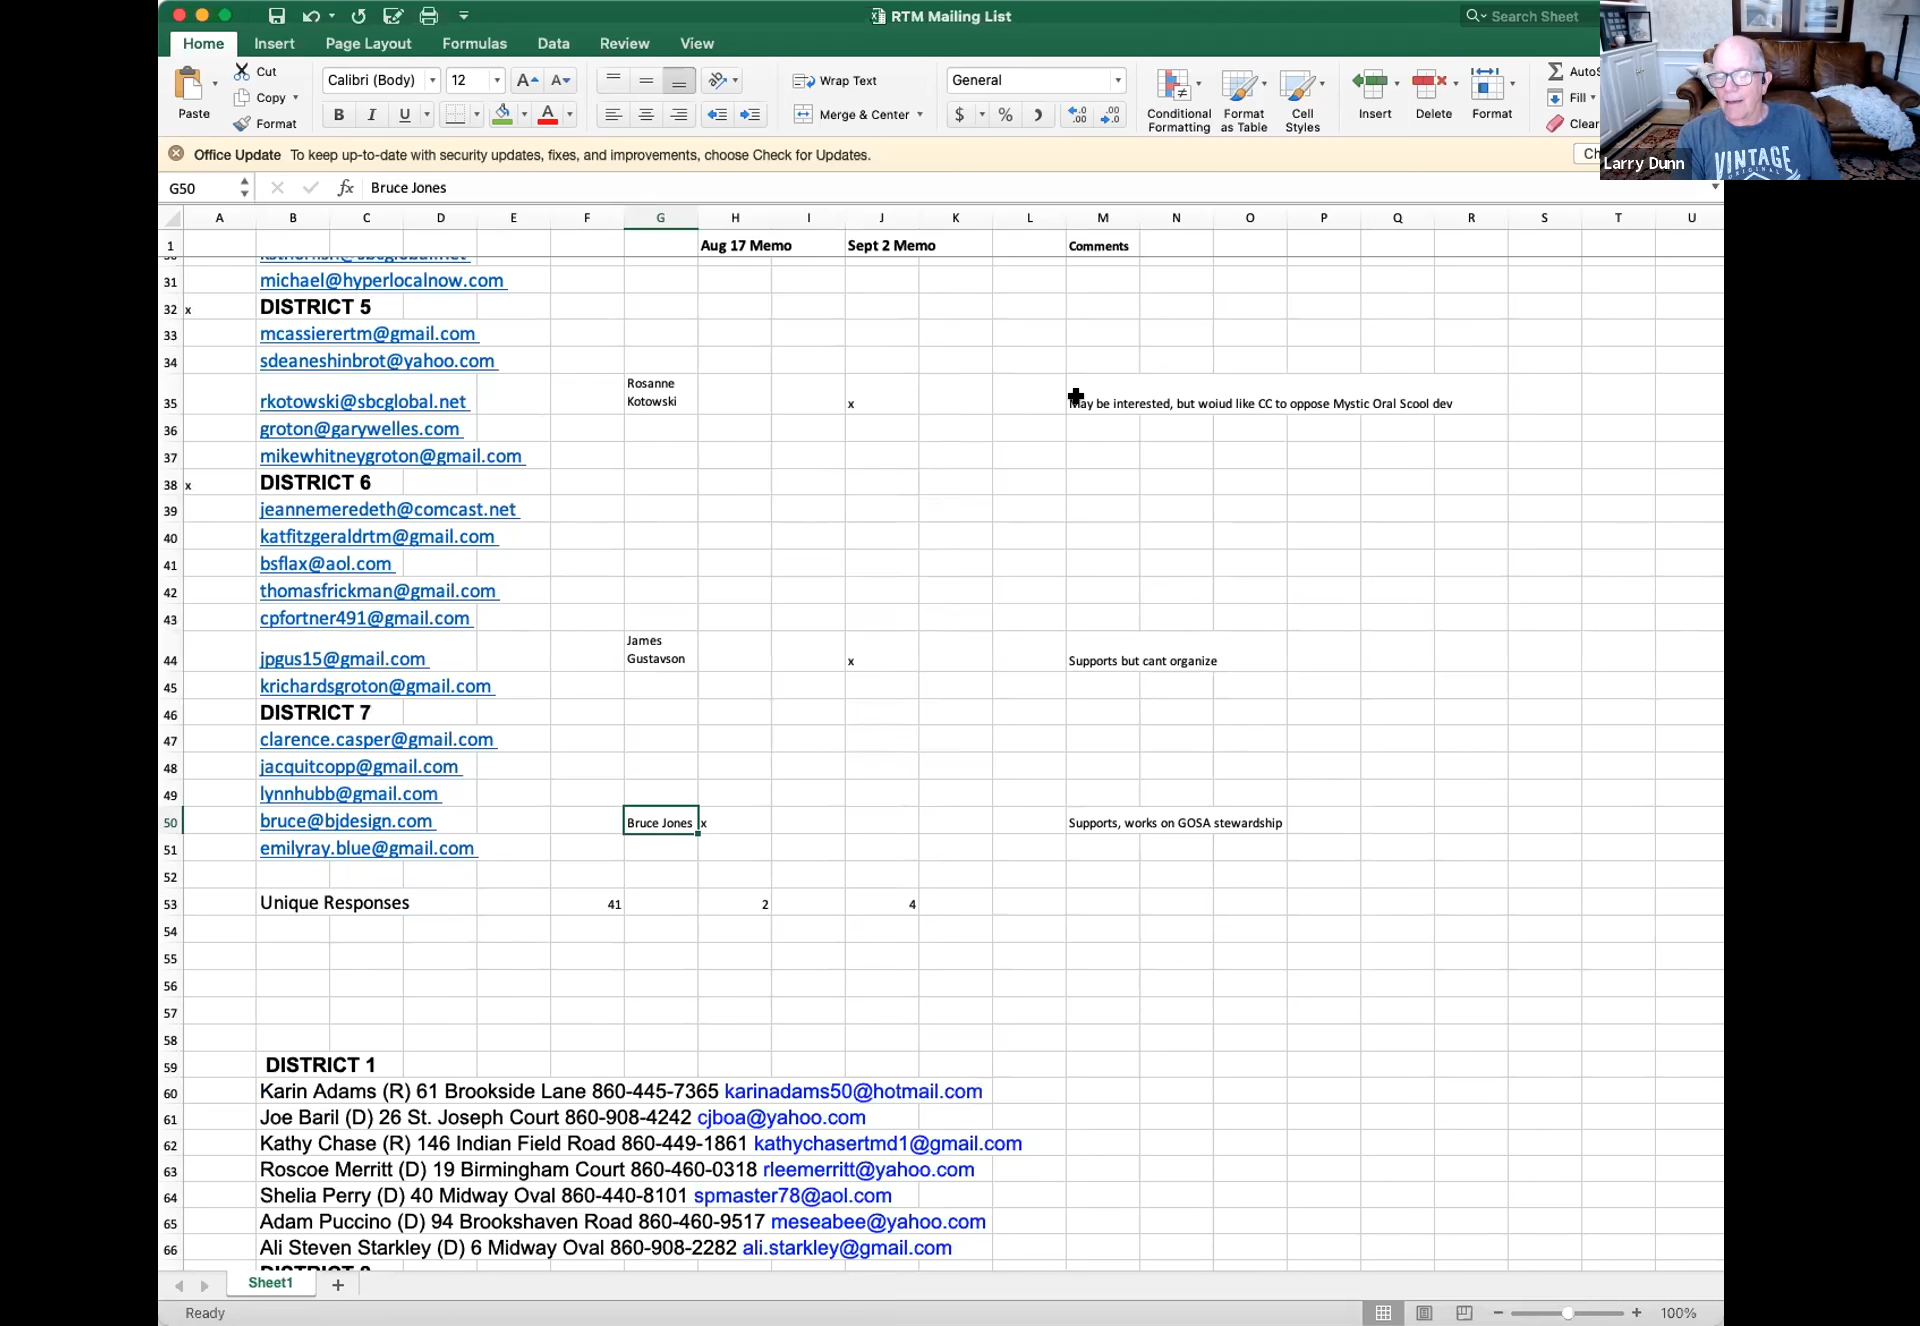 RTM Mailing List
Search Sheet
Home Insert Page Layout Formulas Data Review View
Paste
Cut
Copy
Format
Calibri (Body) 12
B I U
Wrap Text
Merge & Center
General
$ % )
Conditional Formatting
Format as Table
Cell Styles
Insert Delete Format
Fill
Clear
Larry Dunn
VINTAGE
ORIGINAL
Office Update To keep up-to-date with security updates, fixes, and improvements, choose Check for Updates.
G50 fx Bruce Jones
A B C D E F G H I J K L M N O P Q R S T U
1 Aug 17 Memo Sept 2 Memo Comments
31 michael@hyperlocalnow.com
32 x DISTRICT 5
33 mcassierertm@gmail.com
34 sdeaneshinbrot@yahoo.com
35 rkotowski@sbcglobal.net Rosanne Kotowski x May be interested, but woiud like CC to oppose Mystic Oral Scool dev
36 groton@garywelles.com
37 mikewhitneygroton@gmail.com
38 x DISTRICT 6
39 jeannemeredeth@comcast.net
40 katfitzgeraldrtm@gmail.com
41 bsflax@aol.com
42 thomasfrickman@gmail.com
43 cpfortner491@gmail.com
44 jpgus15@gmail.com James Gustavson x Supports but cant organize
45 krichardsgroton@gmail.com
46 DISTRICT 7
47 clarence.casper@gmail.com
48 jacquitcopp@gmail.com
49 lynnhubb@gmail.com
50 bruce@bjdesign.com Bruce Jones x Supports, works on GOSA stewardship
51 emilyray.blue@gmail.com
52
53 Unique Responses 41 2 4
54
55
56
57
58
59 DISTRICT 1
60 Karin Adams (R) 61 Brookside Lane 860-445-7365 karinadams50@hotmail.com
61 Joe Baril (D) 26 St. Joseph Court 860-908-4242 cjboa@yahoo.com
62 Kathy Chase (R) 146 Indian Field Road 860-449-1861 kathychasertmd1@gmail.com
63 Roscoe Merritt (D) 19 Birmingham Court 860-460-0318 rleemerritt@yahoo.com
64 Shelia Perry (D) 40 Midway Oval 860-440-8101 spmaster78@aol.com
65 Adam Puccino (D) 94 Brookshaven Road 860-460-9517 meseabee@yahoo.com
66 Ali Steven Starkley (D) 6 Midway Oval 860-908-2282 ali.starkley@gmail.com
Sheet1
Ready
100%